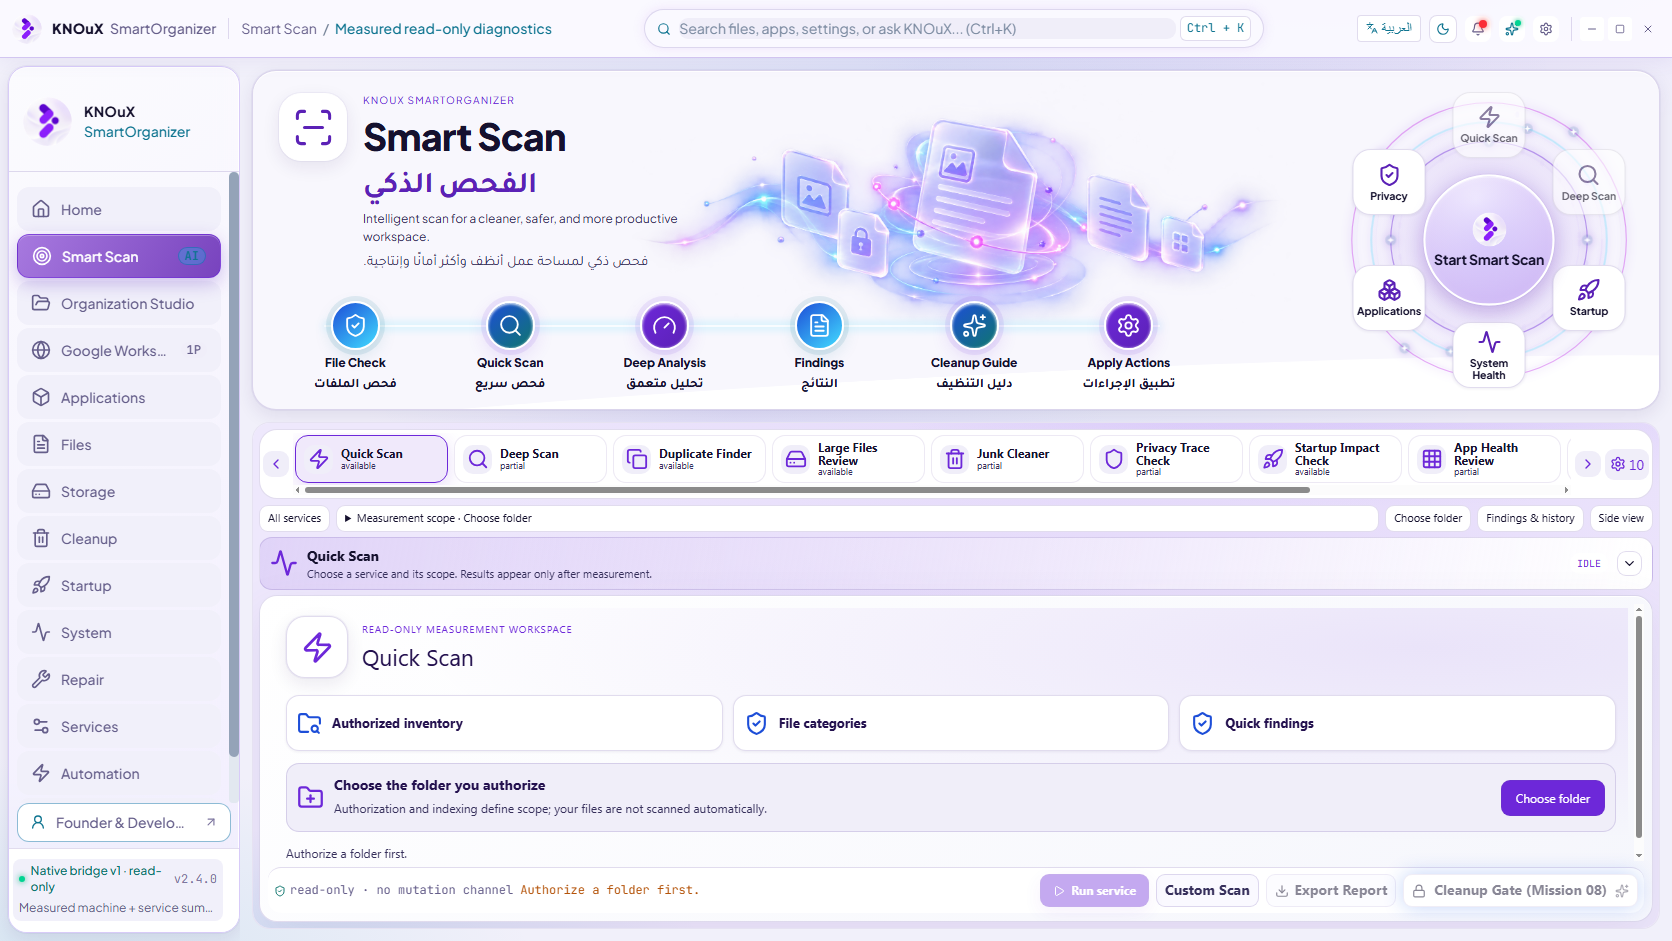 KNOuX SmartOrganizer
Smart Scan / Measured read-only diagnostics
Search files, apps, settings, or ask KNOuX... (Ctrl+K)
Ctrl + K
العربية
KNOuX
SmartOrganizer
Home
Smart Scan AI
Organization Studio
Google Works... 1P
Applications
Files
Storage
Cleanup
Startup
System
Repair
Services
Automation
Founder & Develo...
Native bridge v1 · read-only
v2.4.0
Measured machine + service sum...
KNOUX SMARTORGANIZER
Smart Scan
الفحص الذكي
Intelligent scan for a cleaner, safer, and more productive
workspace.
فحص ذكي لمساحة عمل أنظف وأكثر أمانًا وإنتاجية.
File Check
فحص الملفات
Quick Scan
فحص سريع
Deep Analysis
تحليل متعمق
Findings
النتائج
Cleanup Guide
دليل التنظيف
Apply Actions
تطبيق الإجراءات
Quick Scan
Privacy
Deep Scan
Start Smart Scan
Applications
Startup
System
Health
Quick Scan
available
Deep Scan
partial
Duplicate Finder
available
Large Files
Review
available
Junk Cleaner
partial
Privacy Trace
Check
partial
Startup Impact
Check
available
App Health
Review
partial
10
All services
Measurement scope · Choose folder
Choose folder
Findings & history
Side view
Quick Scan
Choose a service and its scope. Results appear only after measurement.
IDLE
READ-ONLY MEASUREMENT WORKSPACE
Quick Scan
Authorized inventory
File categories
Quick findings
Choose the folder you authorize
Authorization and indexing define scope; your files are not scanned automatically.
Choose folder
Authorize a folder first.
read-only · no mutation channel Authorize a folder first.
Run service
Custom Scan
Export Report
Cleanup Gate (Mission 08)